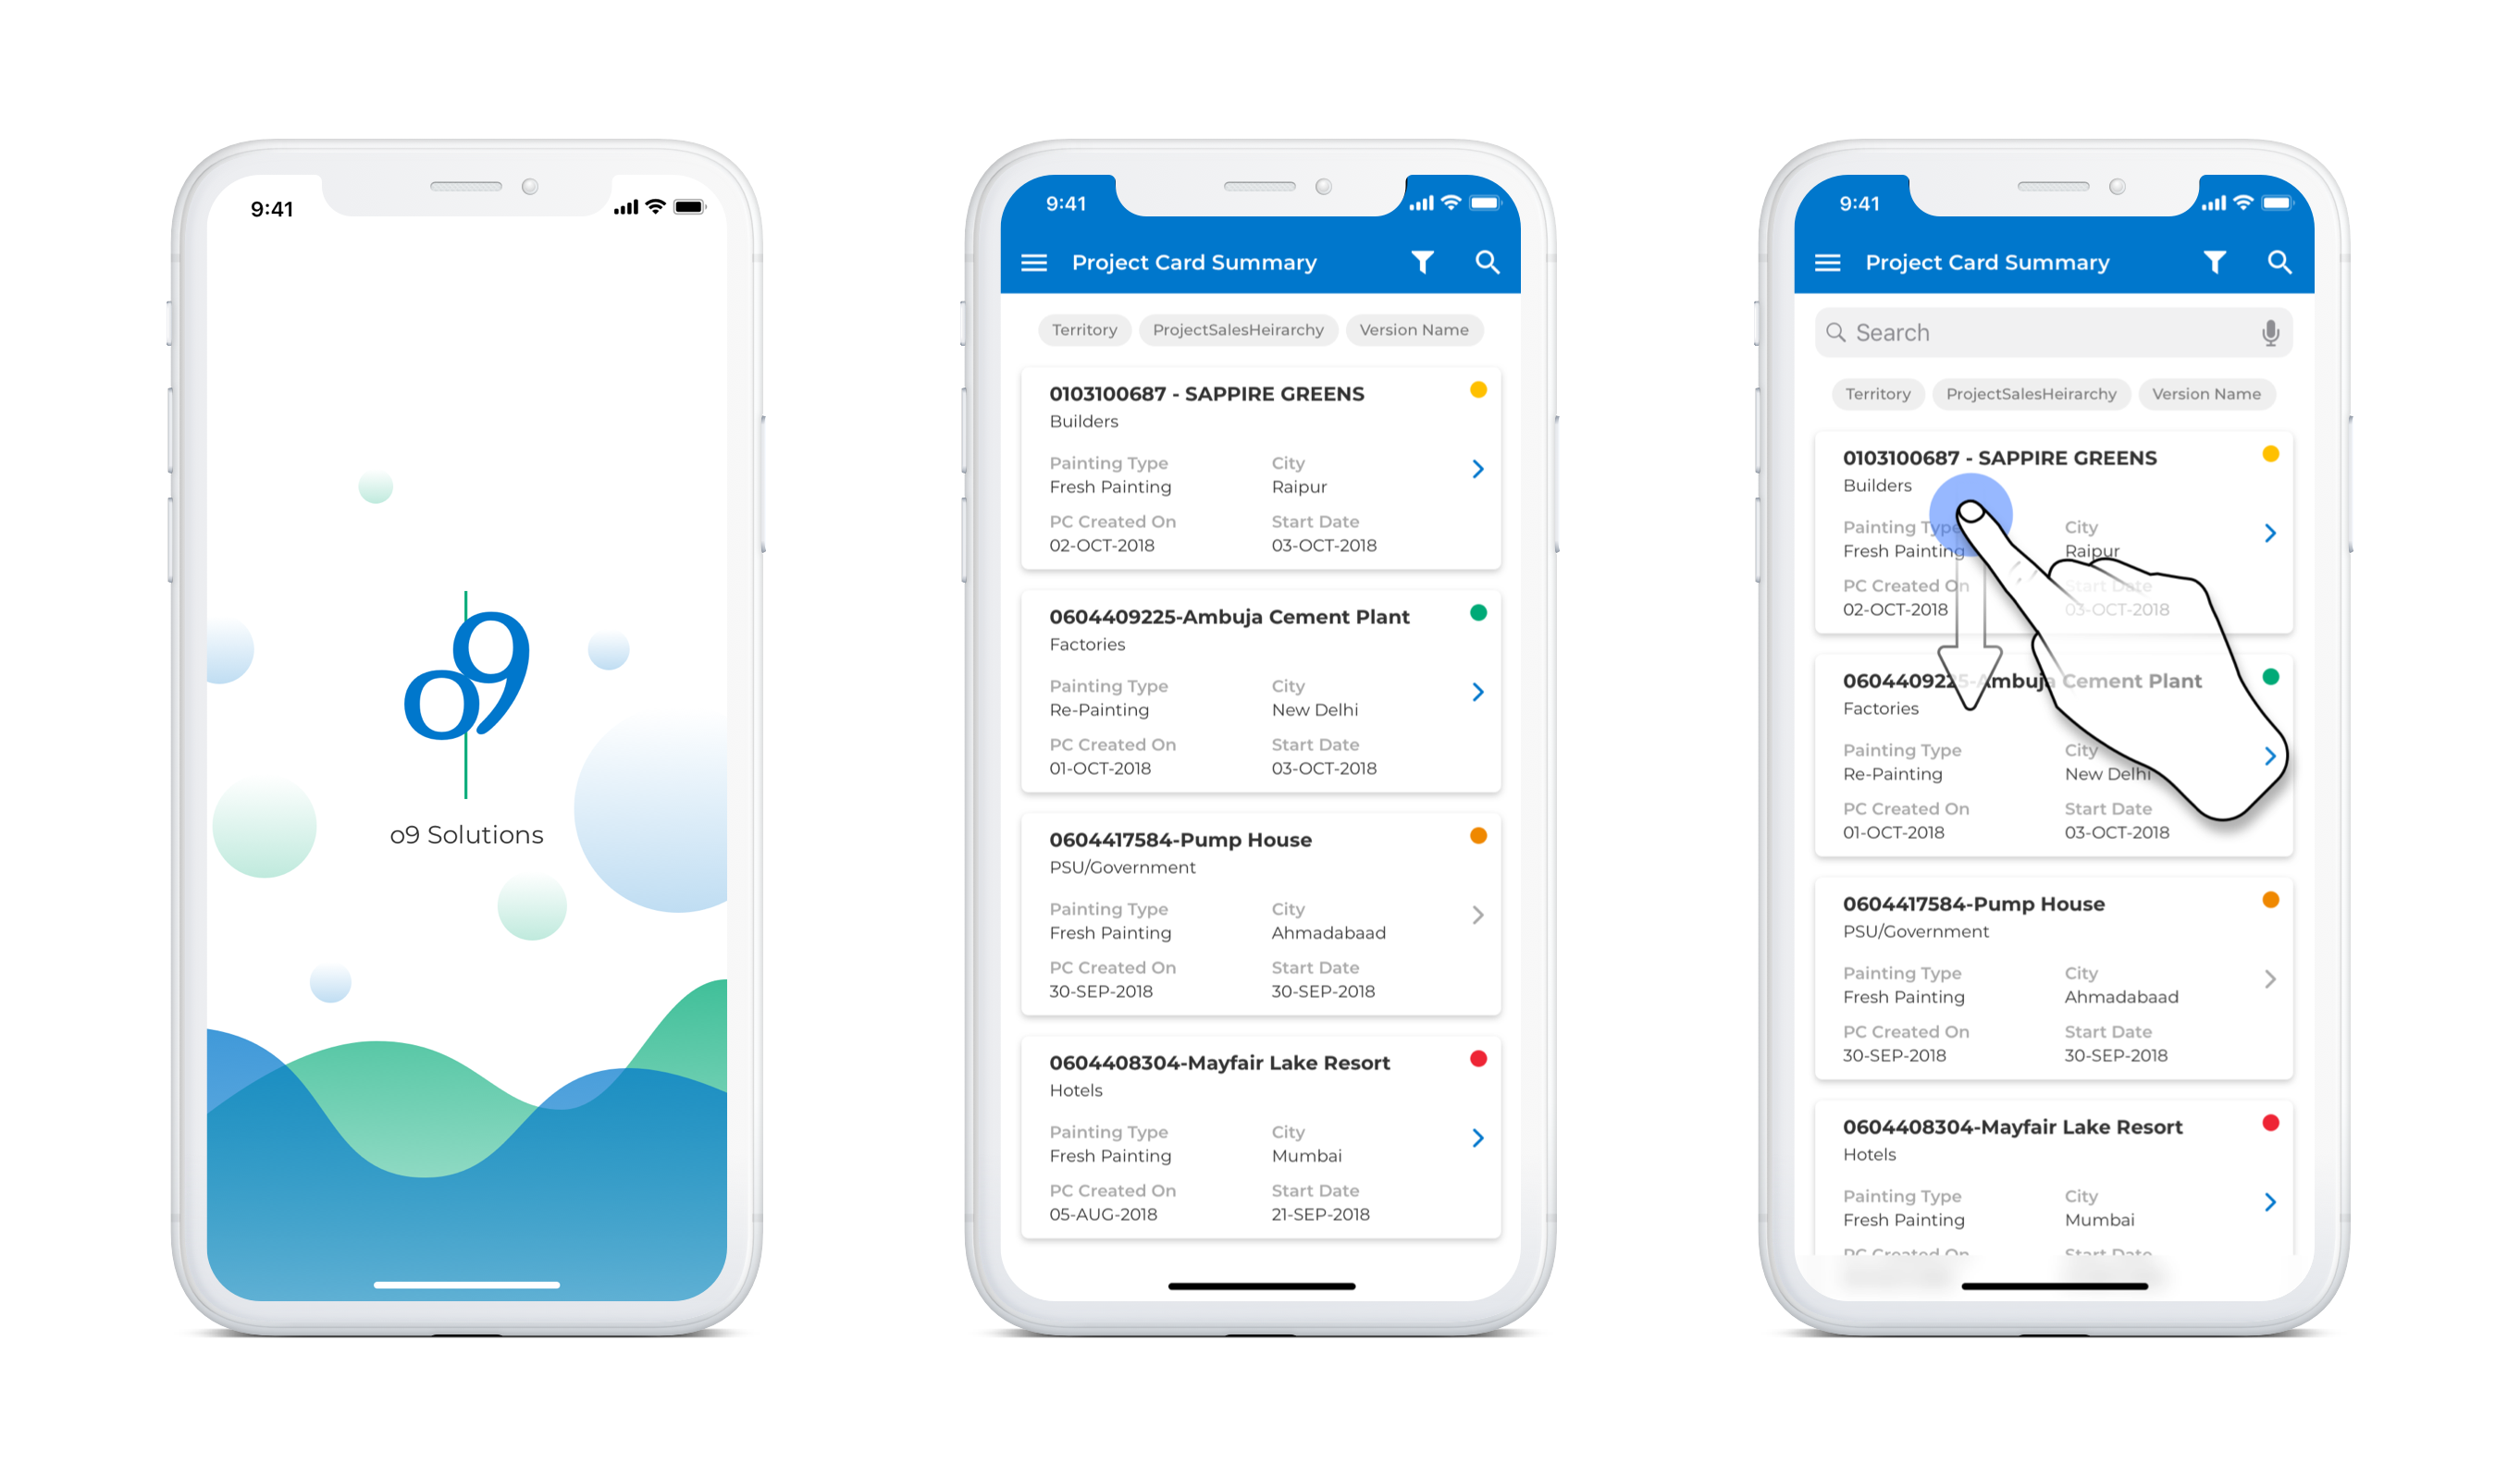 9:41
o9
o9 Solutions
9:41
Project Card Summary
Territory ProjectSalesHeirarchy Version Name
0103100687 - SAPPIRE GREENS
Builders
Painting Type City
Fresh Painting Raipur
PC Created On Start Date
02-OCT-2018 03-OCT-2018
0604409225-Ambuja Cement Plant
Factories
Painting Type City
Re-Painting New Delhi
PC Created On Start Date
01-OCT-2018 03-OCT-2018
0604417584-Pump House
PSU/Government
Painting Type City
Fresh Painting Ahmadabaad
PC Created On Start Date
30-SEP-2018 30-SEP-2018
0604408304-Mayfair Lake Resort
Hotels
Painting Type City
Fresh Painting Mumbai
PC Created On Start Date
05-AUG-2018 21-SEP-2018
9:41
Project Card Summary
Search
Territory ProjectSalesHeirarchy Version Name
0103100687 - SAPPIRE GREENS
Builders
Painting Type City
Fresh Painting Raipur
PC Created On Start Date
02-OCT-2018 03-OCT-2018
0604409225-Ambuja Cement Plant
Factories
Painting Type City
Re-Painting New Delhi
PC Created On Start Date
01-OCT-2018 03-OCT-2018
0604417584-Pump House
PSU/Government
Painting Type City
Fresh Painting Ahmadabaad
PC Created On Start Date
30-SEP-2018 30-SEP-2018
0604408304-Mayfair Lake Resort
Hotels
Painting Type City
Fresh Painting Mumbai
PC Created On Start Date